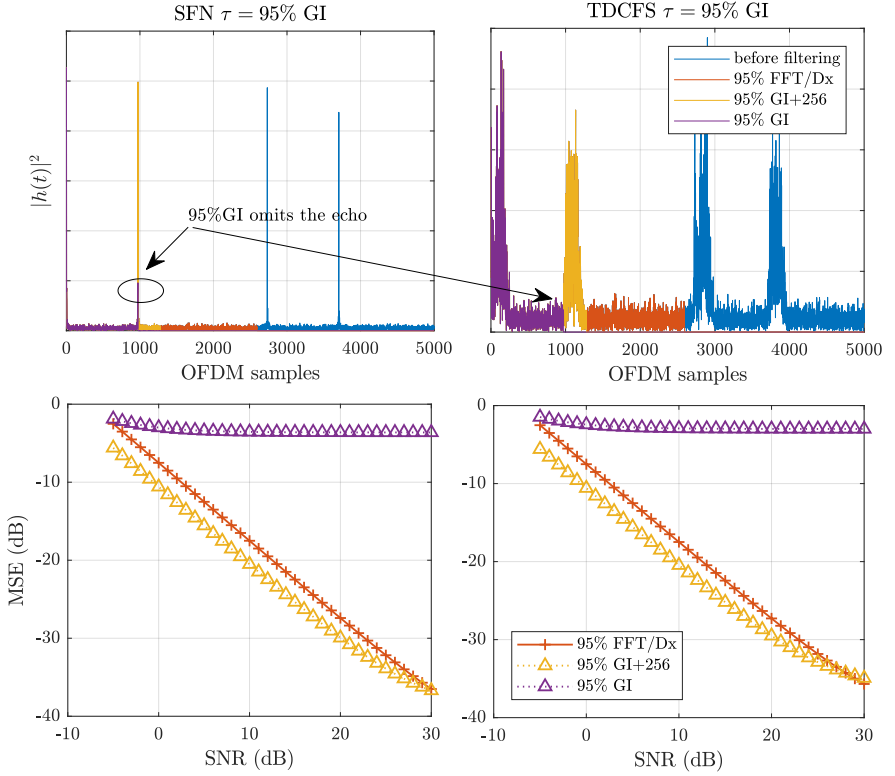 SFN τ = 95% GI
TDCFS τ = 95% GI
before filtering
95% FFT/Dx
95% GI+256
95% GI
|h(t)|²
95%GI omits the echo
0 1000 2000 3000 4000 5000
OFDM samples
0 1000 2000 3000 4000 5000
OFDM samples
0
-10
-20
-30
-40
MSE (dB)
-10 0 10 20 30
SNR (dB)
0
-10
-20
-30
-40
95% FFT/Dx
95% GI+256
95% GI
-10 0 10 20 30
SNR (dB)